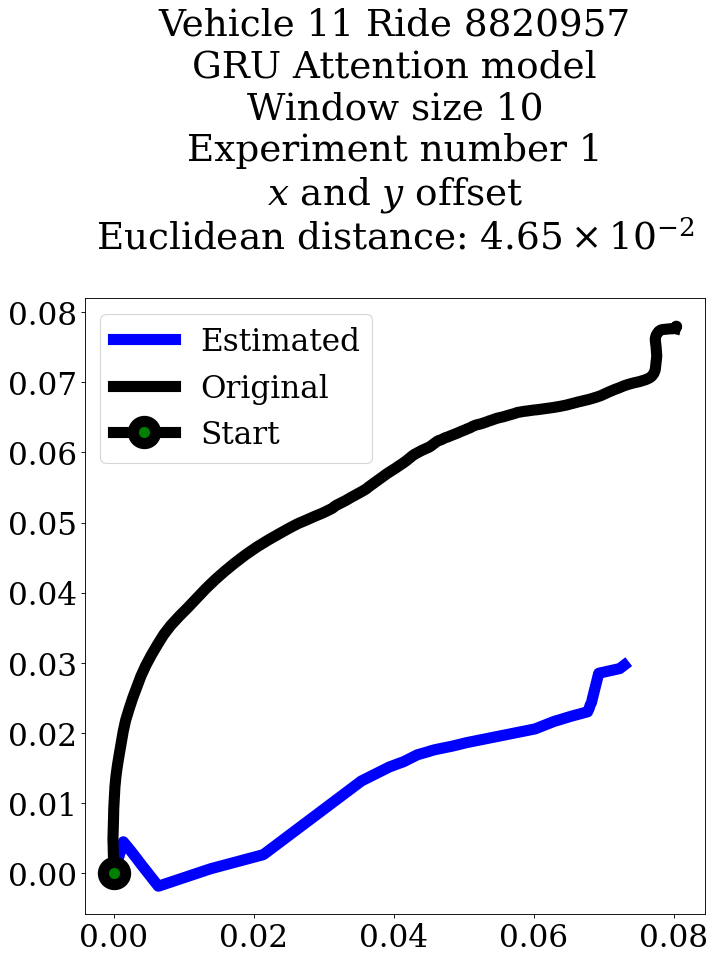 Vehicle 11 Ride 8820957
GRU Attention model
Window size 10
Experiment number 1
x and y offset
Euclidean distance: 4.65 × 10⁻²
Estimated
Original
Start
0.08
0.07
0.06
0.05
0.04
0.03
0.02
0.01
0.00
0.00 0.02 0.04 0.06 0.08